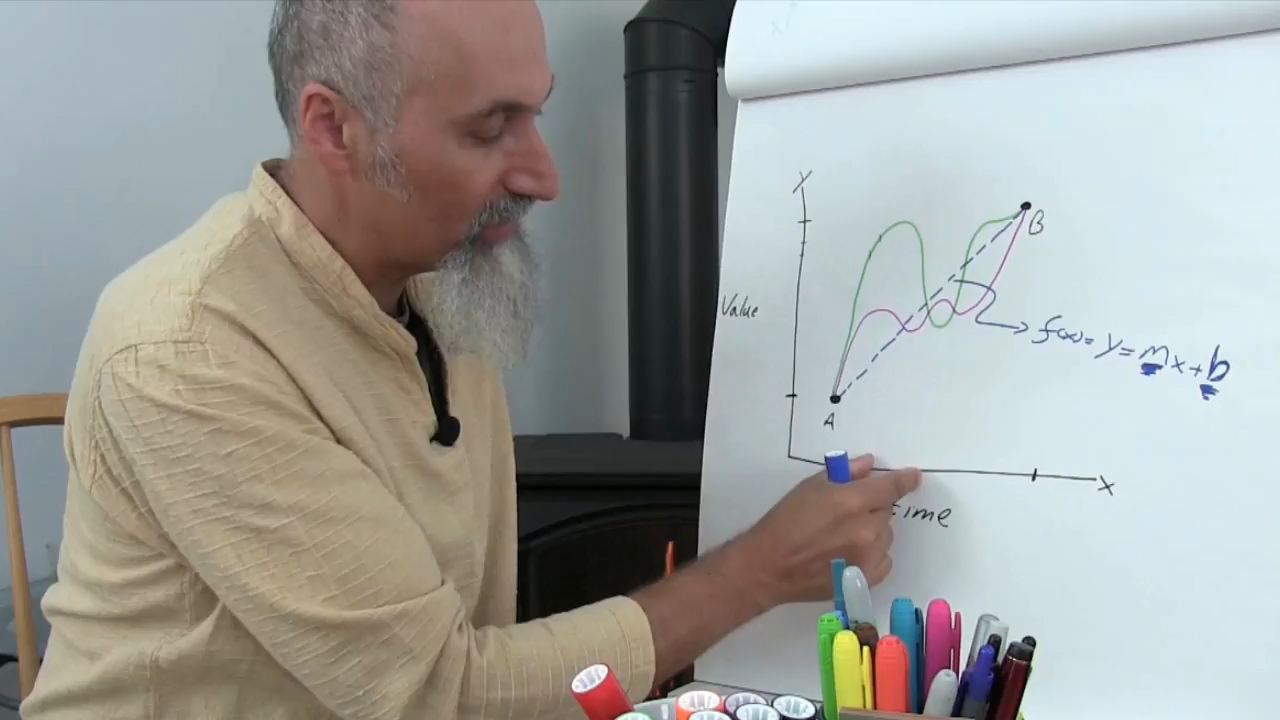 Y
B
Value
f(x)= y=mx+b
A
X
time